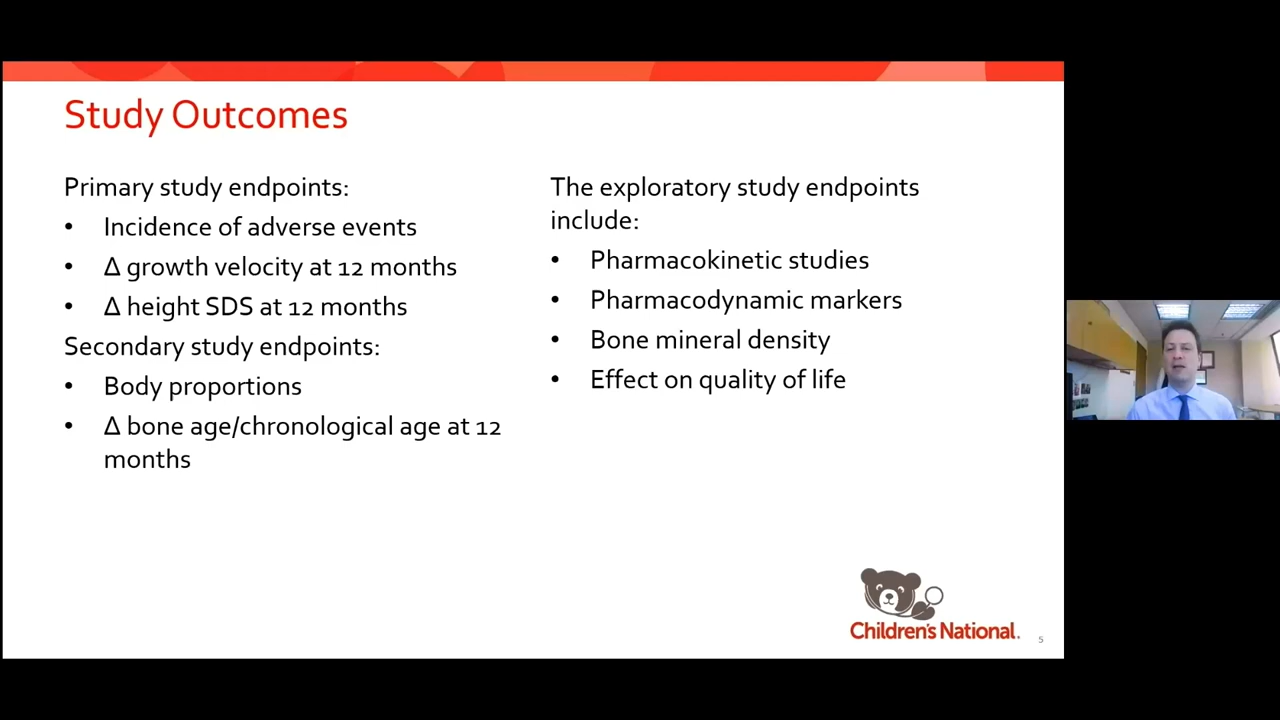 Study Outcomes
Primary study endpoints:
• Incidence of adverse events
• Δ growth velocity at 12 months
• Δ height SDS at 12 months
Secondary study endpoints:
• Body proportions
• Δ bone age/chronological age at 12
months
The exploratory study endpoints
include:
• Pharmacokinetic studies
• Pharmacodynamic markers
• Bone mineral density
• Effect on quality of life
Children's National.
5